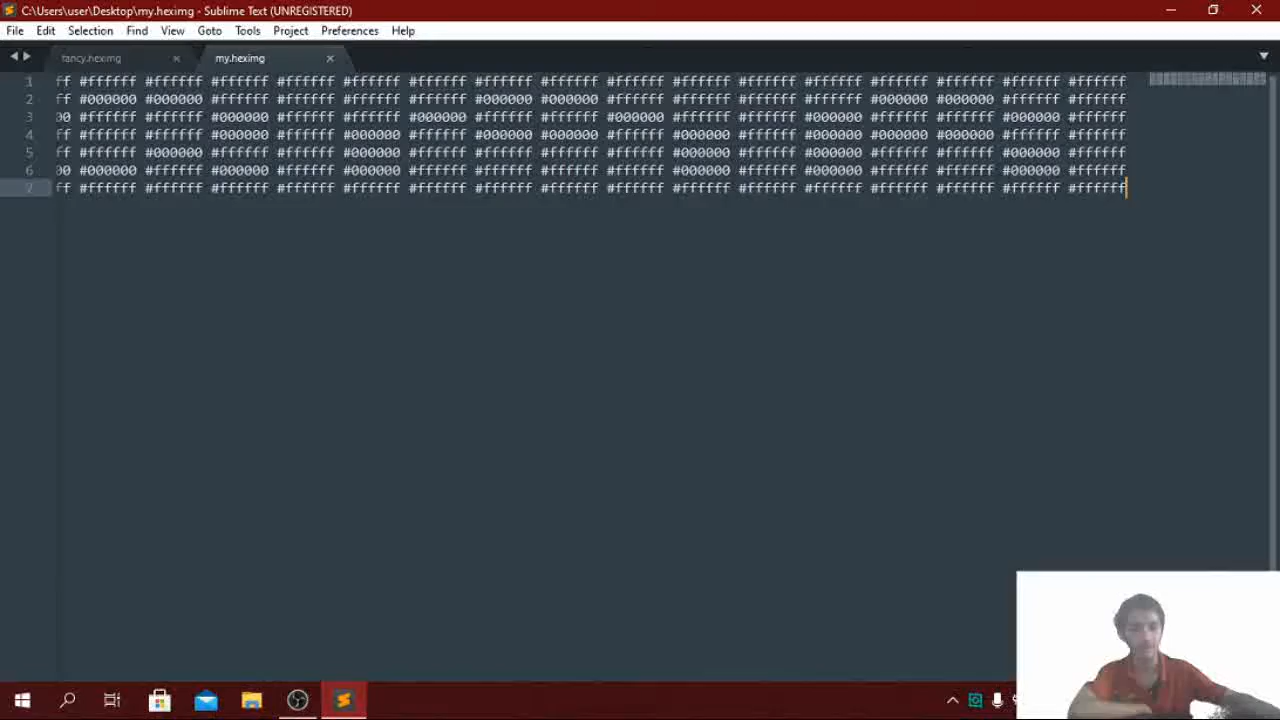 C:\Users\user\Desktop\my.heximg - Sublime Text (UNREGISTERED)
File Edit Selection Find View Goto Tools Project Preferences Help
fancy.heximg × my.heximg ×
1 ff #ffffff #ffffff #ffffff #ffffff #ffffff #ffffff #ffffff #ffffff #ffffff #ffffff #ffffff #ffffff #ffffff #ffffff #ffffff #ffffff
2 ff #000000 #000000 #ffffff #ffffff #ffffff #ffffff #000000 #000000 #ffffff #ffffff #ffffff #ffffff #000000 #000000 #ffffff #ffffff
3 00 #ffffff #ffffff #000000 #ffffff #ffffff #000000 #ffffff #ffffff #000000 #ffffff #ffffff #000000 #ffffff #ffffff #000000 #ffffff
4 ff #ffffff #ffffff #000000 #ffffff #000000 #ffffff #000000 #000000 #ffffff #000000 #ffffff #000000 #000000 #000000 #ffffff #ffffff
5 ff #ffffff #000000 #ffffff #ffffff #000000 #ffffff #ffffff #ffffff #ffffff #000000 #ffffff #000000 #ffffff #ffffff #000000 #ffffff
6 00 #000000 #ffffff #000000 #ffffff #000000 #ffffff #ffffff #ffffff #ffffff #000000 #ffffff #000000 #ffffff #ffffff #000000 #ffffff
7 ff #ffffff #ffffff #ffffff #ffffff #ffffff #ffffff #ffffff #ffffff #ffffff #ffffff #ffffff #ffffff #ffffff #ffffff #ffffff #ffffff